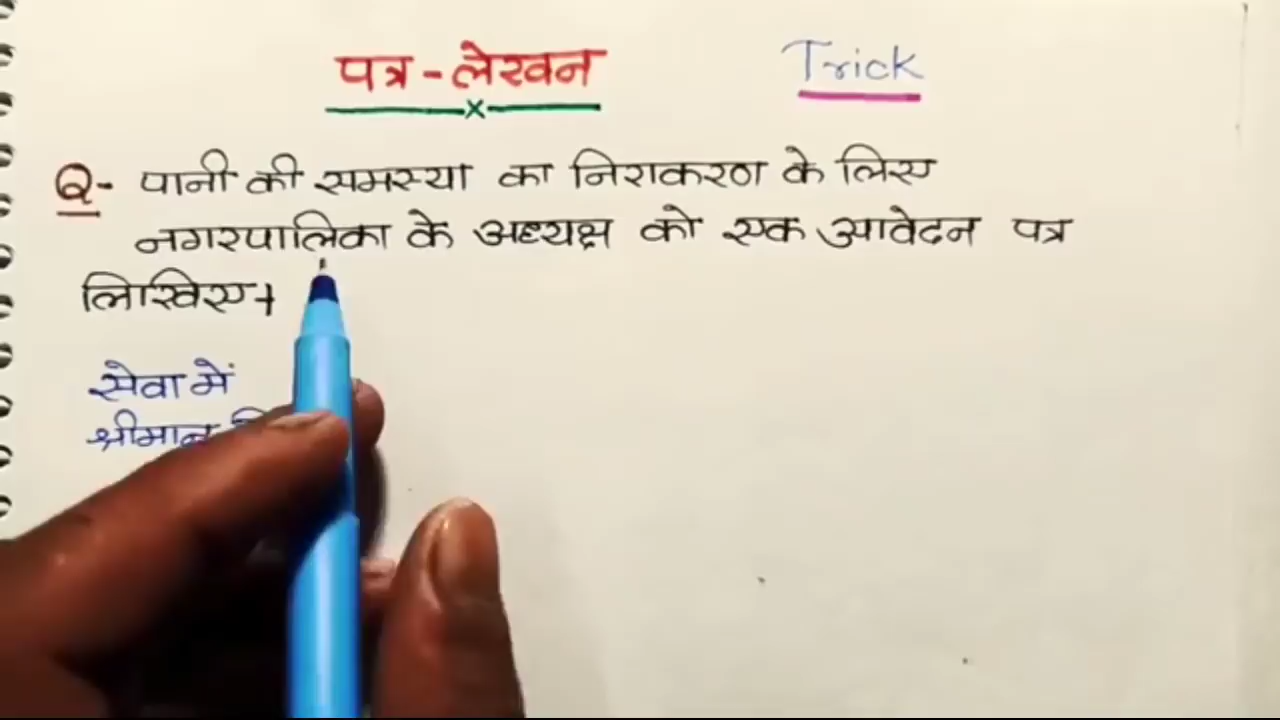 पत्र - लेखन
Trick
Q- पानी की समस्या का निराकरण के लिए
नगरपालिका के अध्यक्ष को एक आवेदन पत्र
लिखिए।
सेवा में
श्रीमान